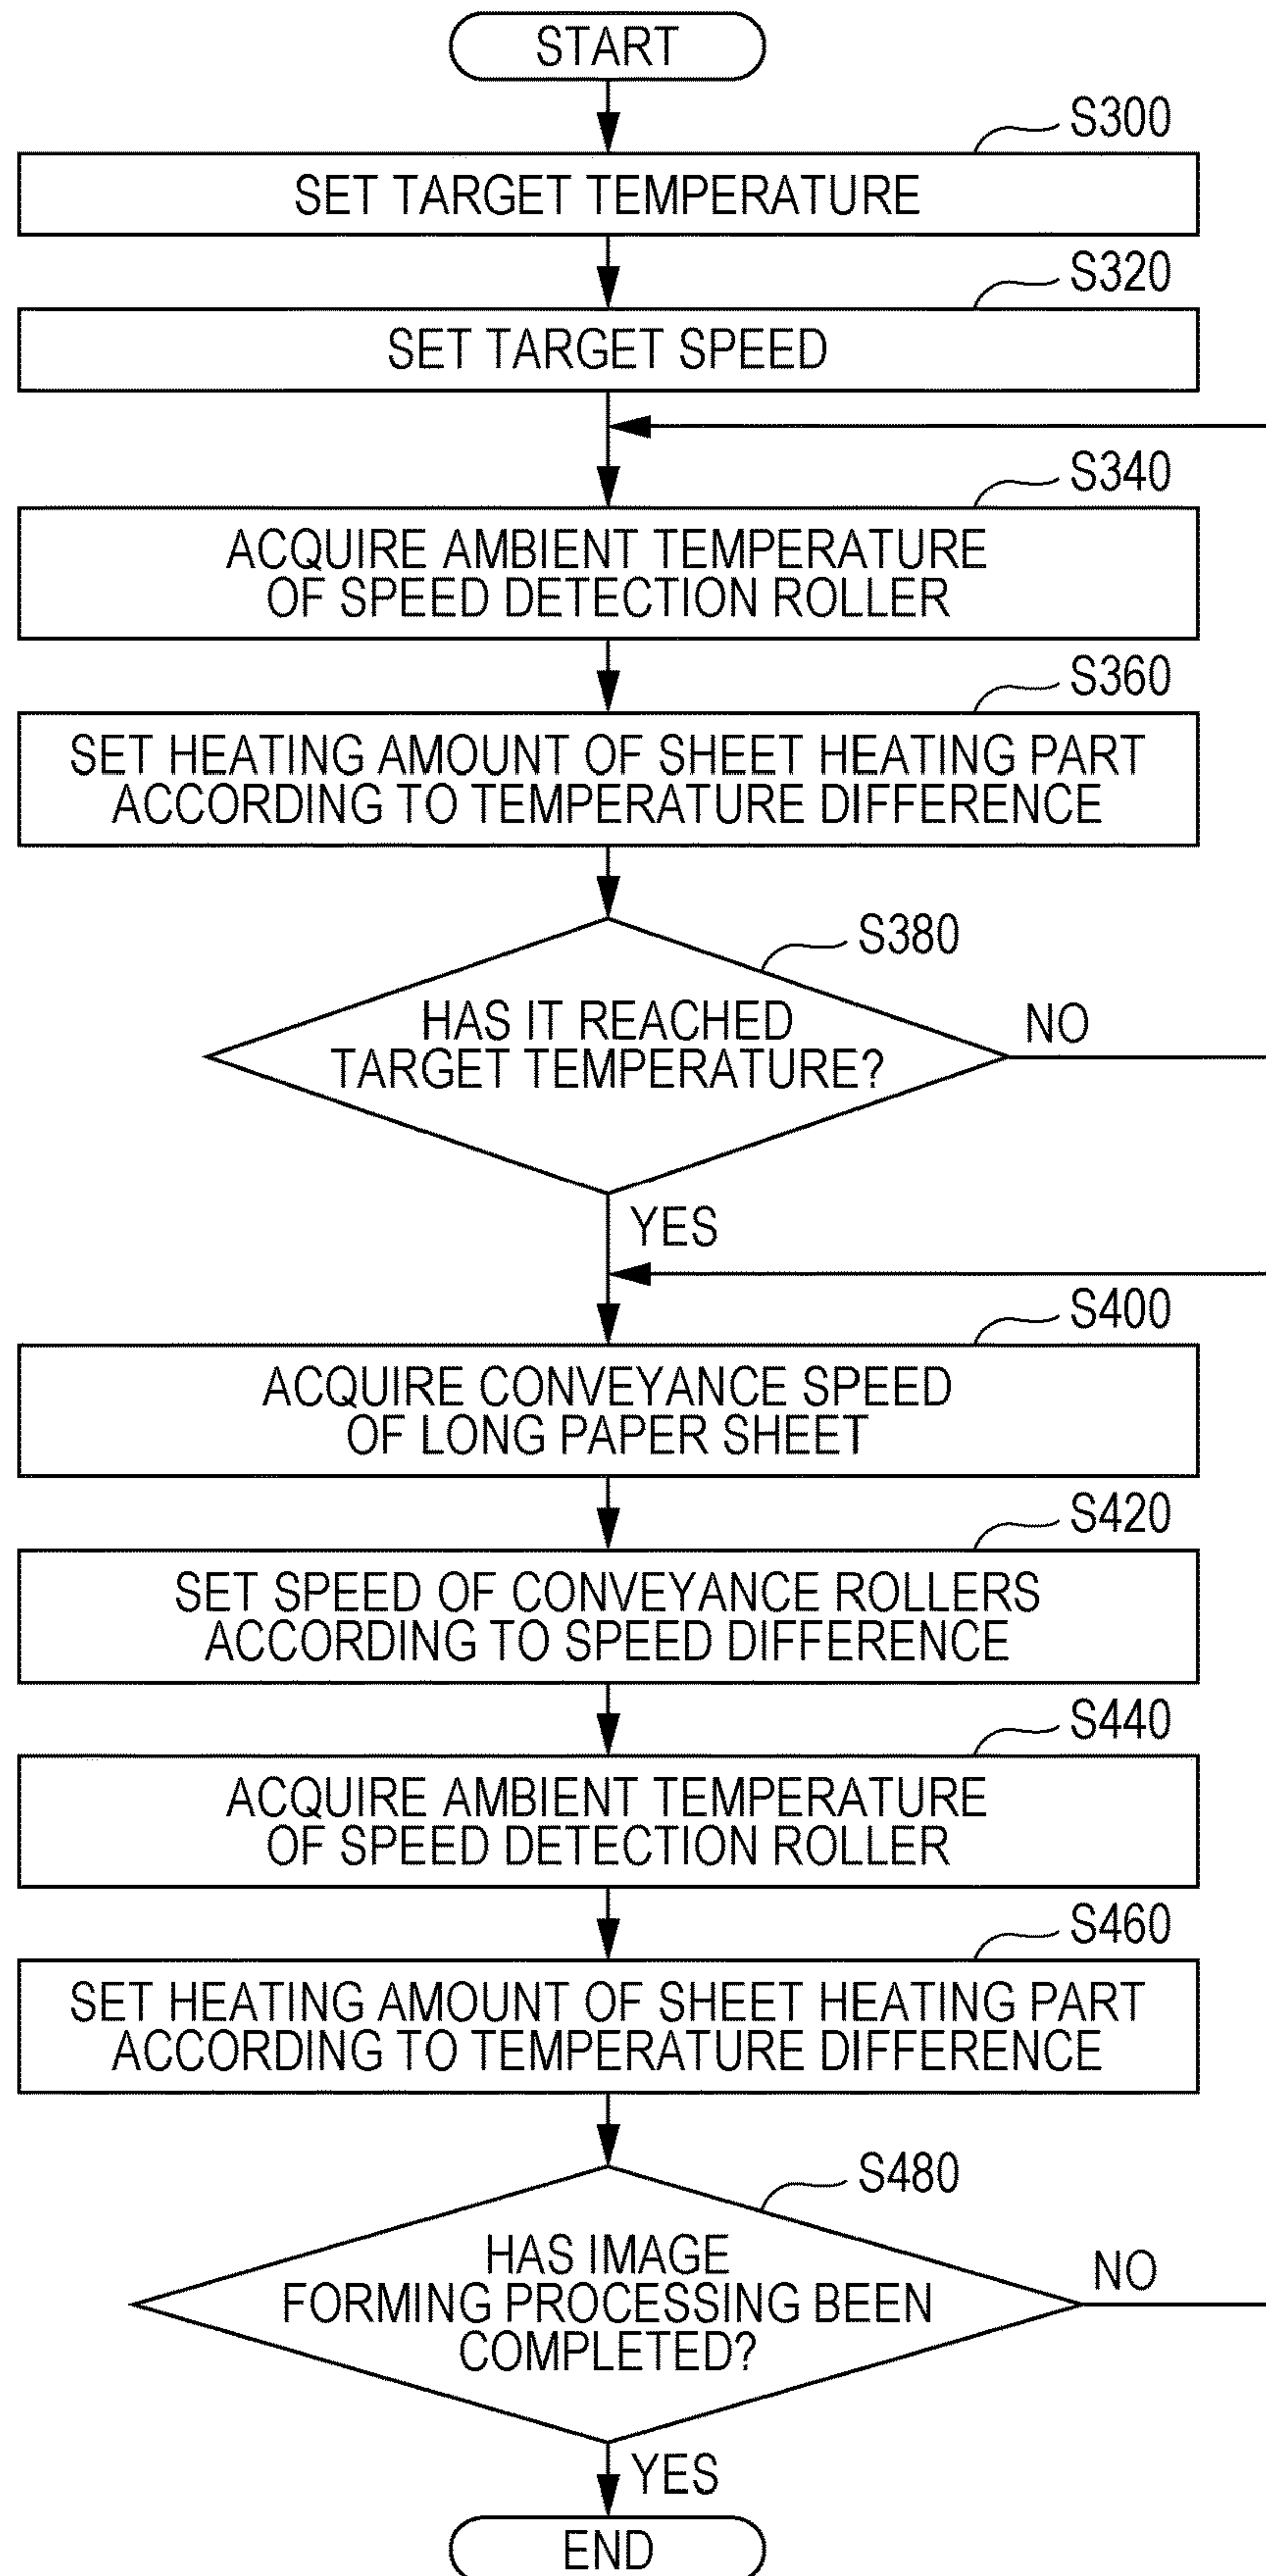 START
S300
SET TARGET TEMPERATURE
S320
SET TARGET SPEED
S340
ACQUIRE AMBIENT TEMPERATURE
OF SPEED DETECTION ROLLER
S360
SET HEATING AMOUNT OF SHEET HEATING PART
ACCORDING TO TEMPERATURE DIFFERENCE
S380
HAS IT REACHED
TARGET TEMPERATURE?
NO
YES
S400
ACQUIRE CONVEYANCE SPEED
OF LONG PAPER SHEET
S420
SET SPEED OF CONVEYANCE ROLLERS
ACCORDING TO SPEED DIFFERENCE
S440
ACQUIRE AMBIENT TEMPERATURE
OF SPEED DETECTION ROLLER
S460
SET HEATING AMOUNT OF SHEET HEATING PART
ACCORDING TO TEMPERATURE DIFFERENCE
S480
HAS IMAGE
FORMING PROCESSING BEEN
COMPLETED?
NO
YES
END